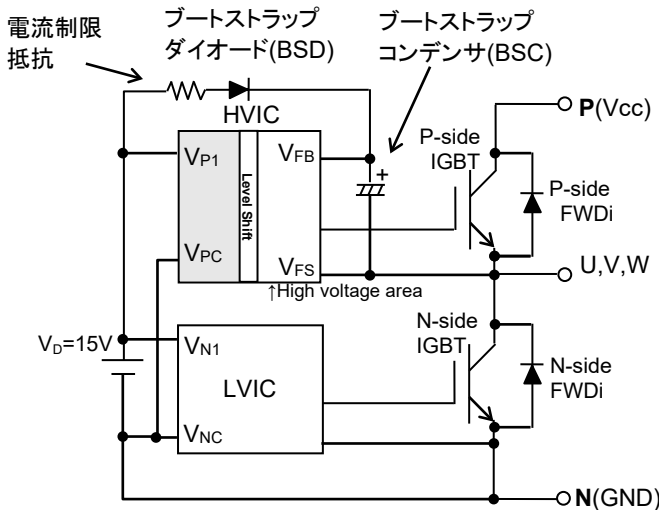 電流制限
抵抗
ブートストラップ
ダイオード(BSD)
ブートストラップ
コンデンサ(BSC)
HVIC
P(Vcc)
P-side
IGBT
VP1
VFB
Level Shift
+
P-side
FWDi
VPC
VFS
U,V,W
↑High voltage area
N-side
IGBT
VD=15V
VN1
LVIC
N-side
FWDi
VNC
N(GND)